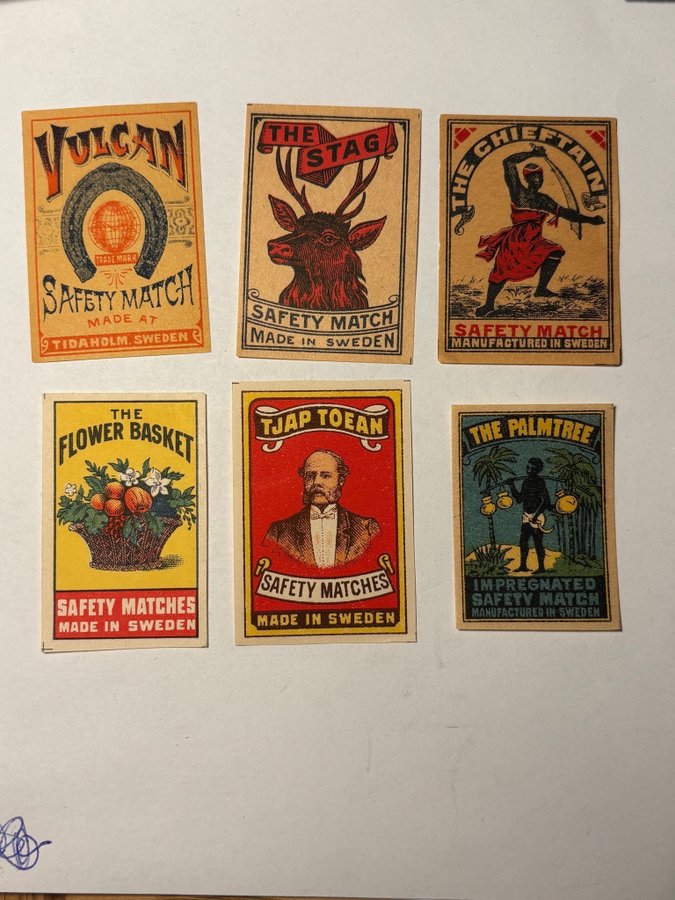 VULCAN
TRADE MARK
SAFETY MATCH
MADE AT
TIDAHOLM. SWEDEN
THE
STAG
SAFETY MATCH
MADE IN SWEDEN
THE CHIEFTAIN
SAFETY MATCH
MANUFACTURED IN SWEDEN
THE
FLOWER BASKET
SAFETY MATCHES
MADE IN SWEDEN
TJAP TOEAN
SAFETY MATCHES
MADE IN SWEDEN
THE PALMTREE
IMPREGNATED
SAFETY MATCH
MANUFACTURED IN SWEDEN